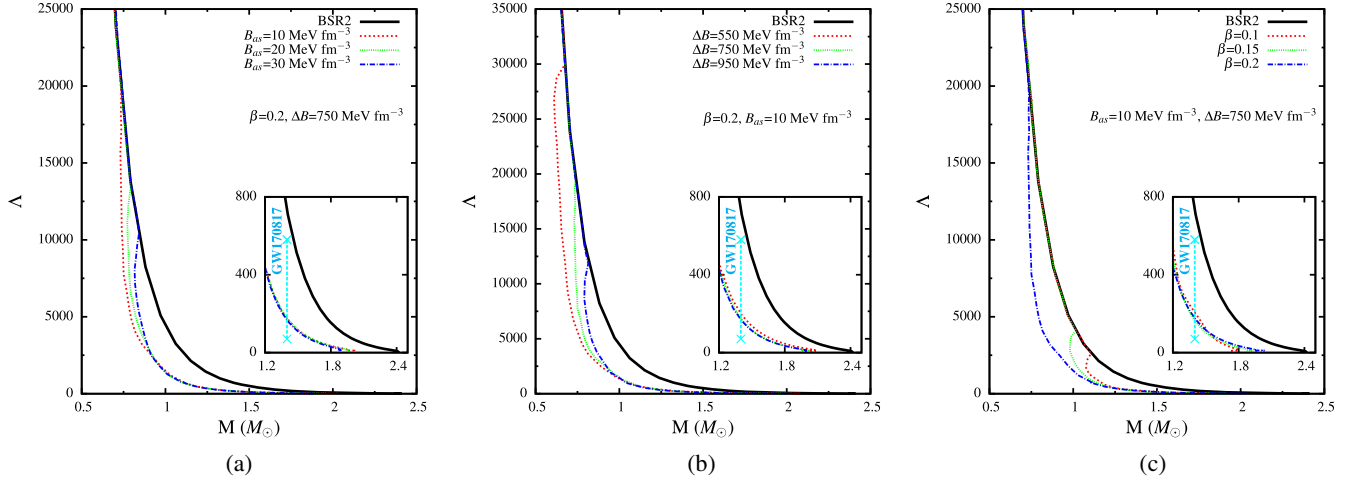 (a)
BSR2
B_as=10 MeV fm⁻³
B_as=20 MeV fm⁻³
B_as=30 MeV fm⁻³
β=0.2, ΔB=750 MeV fm⁻³
Λ
25000
20000
15000
10000
5000
0
0.5 1 1.5 2 2.5
M (M☉)
800
400
0
1.2 1.8 2.4
GW170817
(b)
BSR2
ΔB=550 MeV fm⁻³
ΔB=750 MeV fm⁻³
ΔB=950 MeV fm⁻³
β=0.2, B_as=10 MeV fm⁻³
Λ
35000
30000
25000
20000
15000
10000
5000
0
0.5 1 1.5 2 2.5
M (M☉)
800
400
0
1.2 1.8 2.4
GW170817
(c)
BSR2
β=0.1
β=0.15
β=0.2
B_as=10 MeV fm⁻³, ΔB=750 MeV fm⁻³
Λ
25000
20000
15000
10000
5000
0
0.5 1 1.5 2 2.5
M (M☉)
800
400
0
1.2 1.8 2.4
GW170817